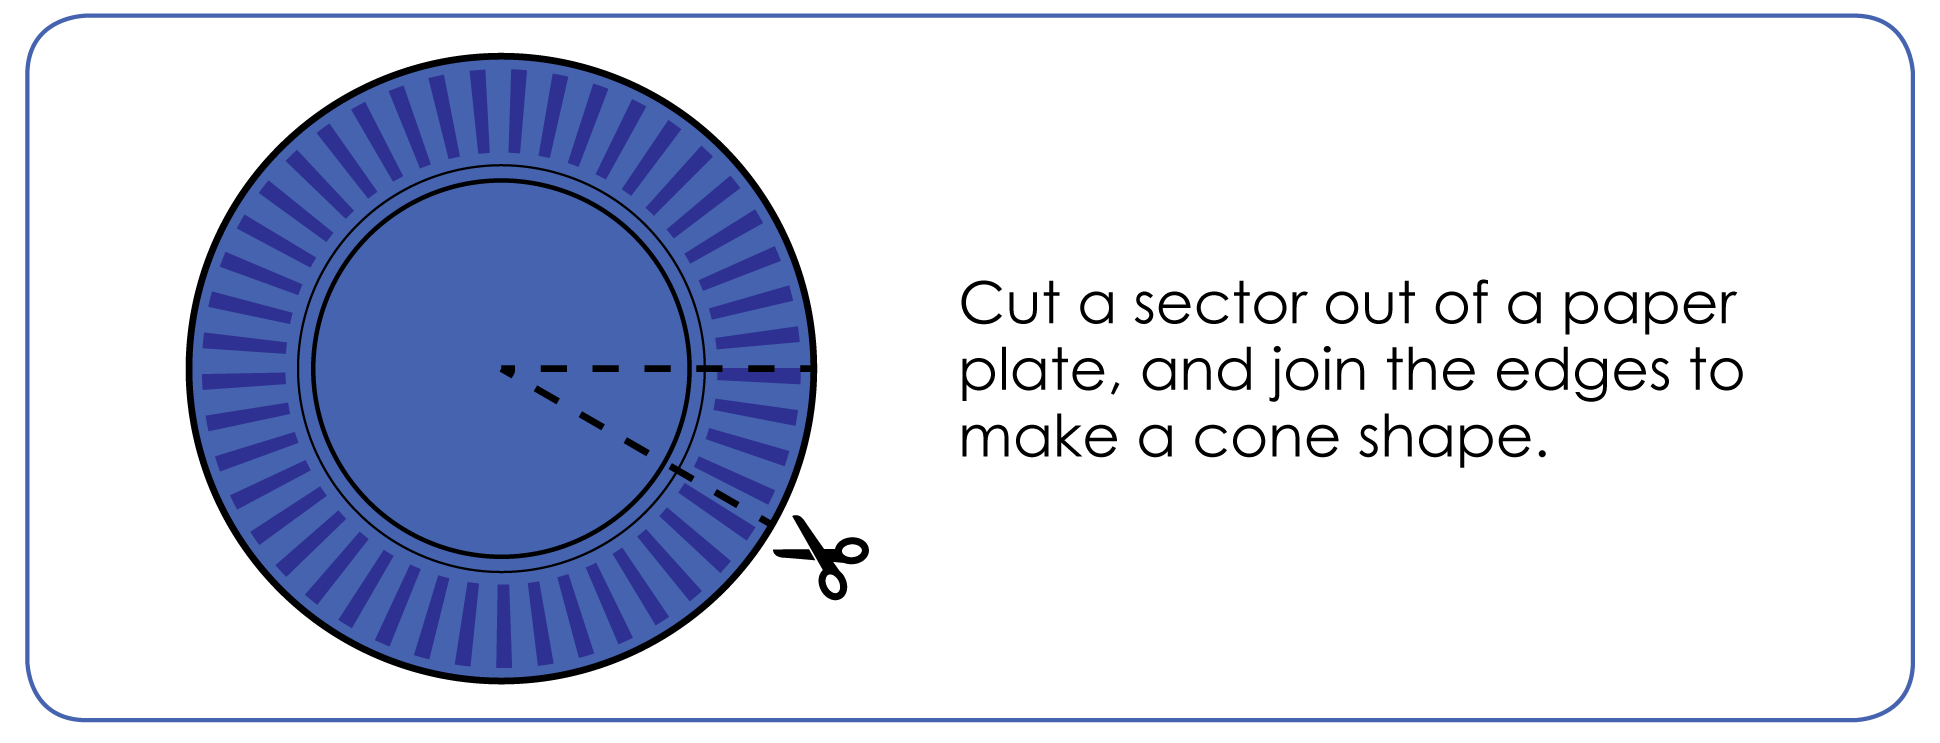 Cut a sector out of a paper
plate, and join the edges to
make a cone shape.